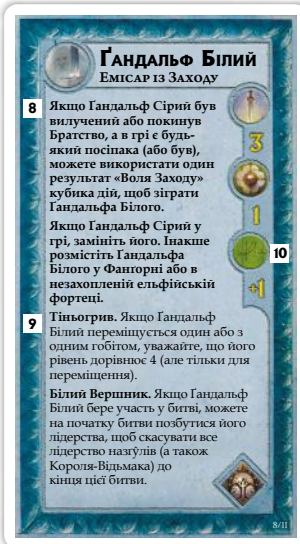 Ґандальф Білий
Емісар із Заходу
8
Якщо Ґандальф Сірий був
вилучений або покинув
Братство, а в грі є будь-
який посіпака (або був),
можете використати один
результат «Воля Заходу»
кубика дій, щоб зіграти
Ґандальфа Білого.
3
1
Якщо Ґандальф Сірий у
грі, замініть його. Інакше
розмістіть Ґандальфа
Білого у Фанґорні або в
незахопленій ельфійській
фортеці.
10
+1
9
Тіньогрив. Якщо Ґандальф
Білий переміщується один або з
одним гобітом, уважайте, що його
рівень дорівнює 4 (але тільки для
переміщення).
Білий Вершник. Якщо Ґандальф
Білий бере участь у битві, можете
на початку битви позбутися його
лідерства, щоб скасувати все
лідерство назґулів (а також
Короля-Відьмака) до
кінця цієї битви.
8/11